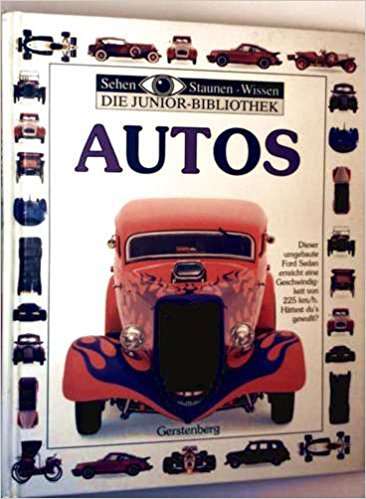 Sehen Staunen · Wissen
DIE JUNIOR-BIBLIOTHEK
AUTOS
Dieser
umgebaute
Ford Sedan
erreicht eine
Geschwindig-
keit von
225 km/h.
Hättest du's
gewußt?
Gerstenberg